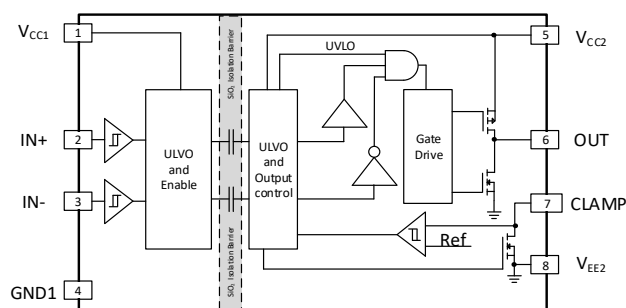 VCC1
1
IN+
2
IN-
3
GND1
4
ULVO
and
Enable
SiO2 Isolation Barrier
SiO2 Isolation Barrier
ULVO
and
Output
control
UVLO
Gate
Drive
Ref
5
VCC2
6
OUT
7
CLAMP
8
VEE2